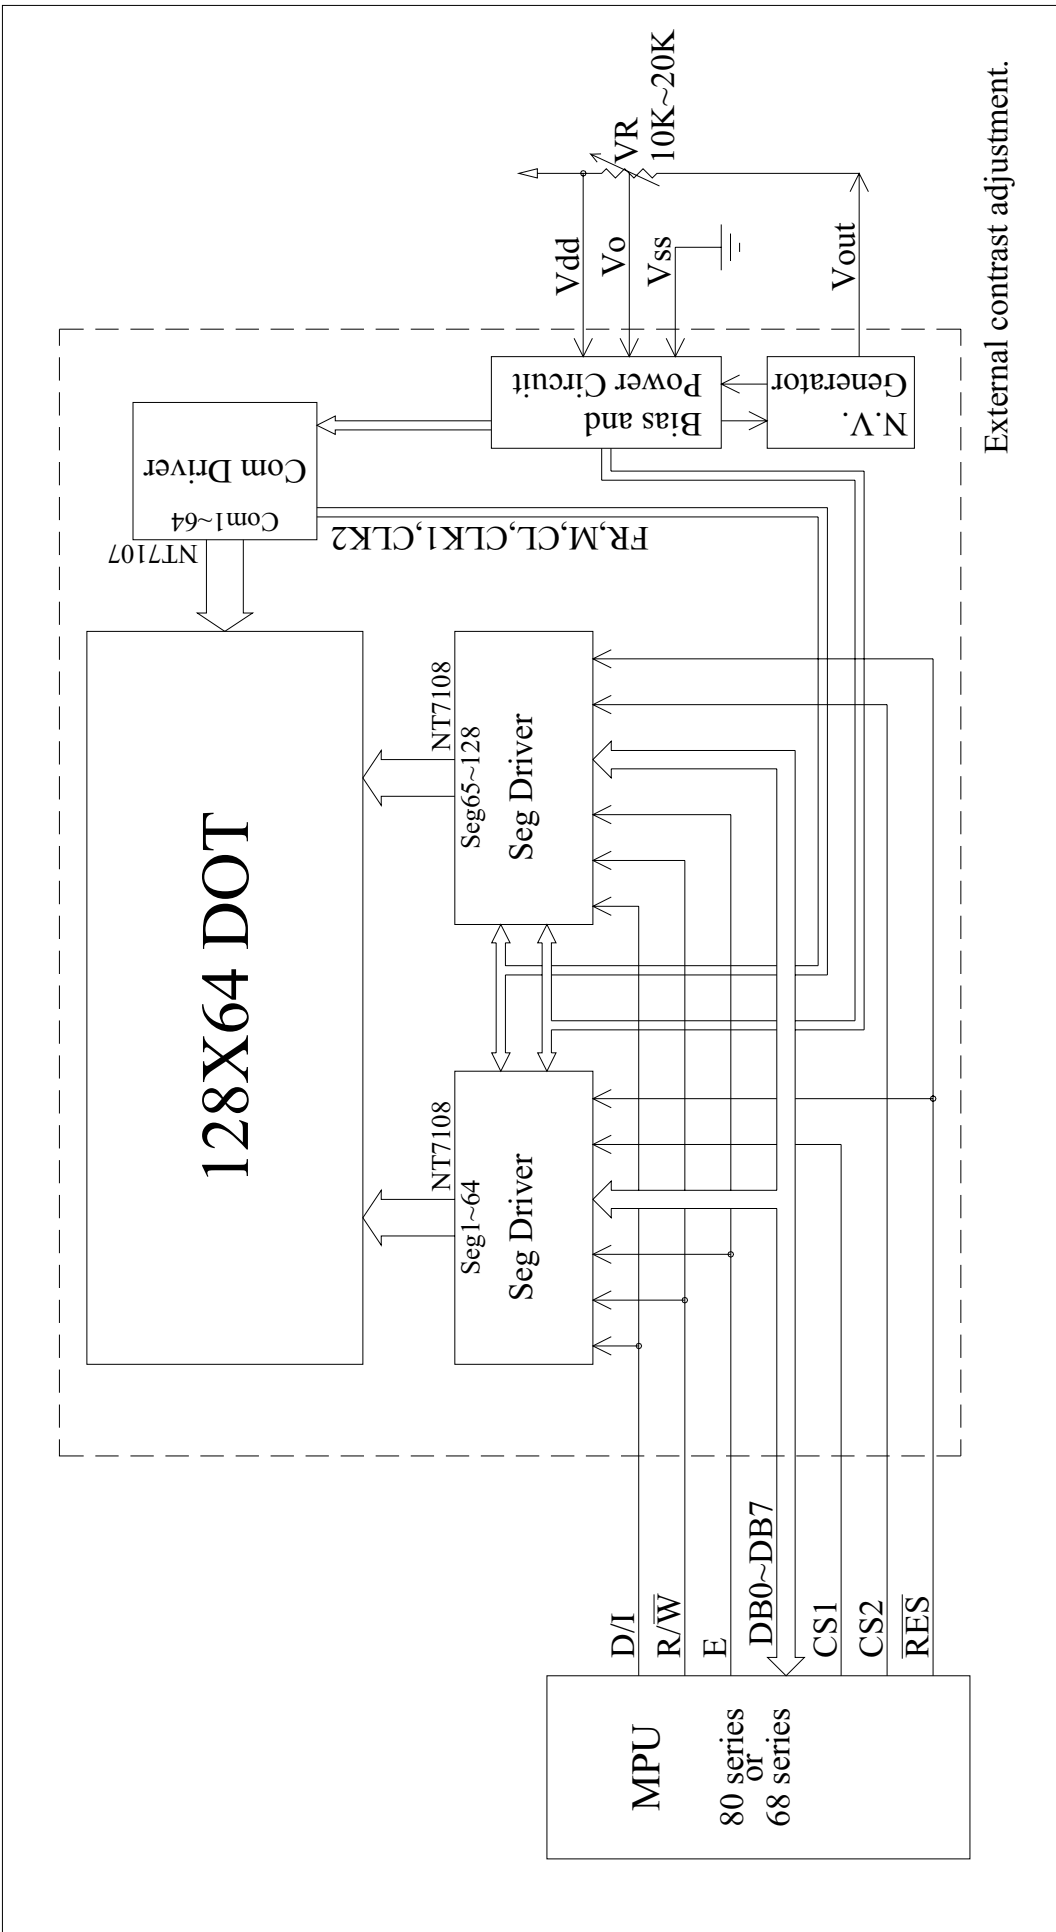 128X64 DOT
NT7107
Com1~64
Com Driver
NT7108
Seg1~64
Seg Driver
NT7108
Seg65~128
Seg Driver
FR,M,CL,CLK1,CLK2
Bias and
Power Circuit
N.V.
Generator
Vdd
Vo
Vss
Vout
VR
10K~20K
MPU
80 series
or
68 series
D/I
R/W̅
E
DB0~DB7
CS1
CS2
R̅E̅S̅
External contrast adjustment.